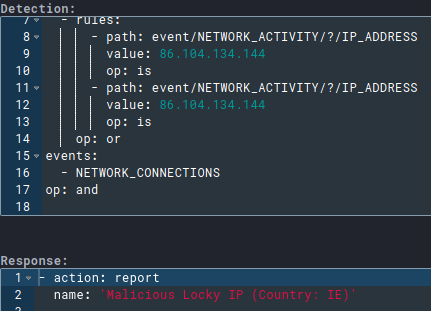 Detection:
7 - rules:
8 - path: event/NETWORK_ACTIVITY/?/IP_ADDRESS
9 value: 86.104.134.144
10 op: is
11 - path: event/NETWORK_ACTIVITY/?/IP_ADDRESS
12 value: 86.104.134.144
13 op: is
14 op: or
15 events:
16 - NETWORK_CONNECTIONS
17 op: and
18
Response:
1 - action: report
2 name: 'Malicious Locky IP (Country: IE)'
3